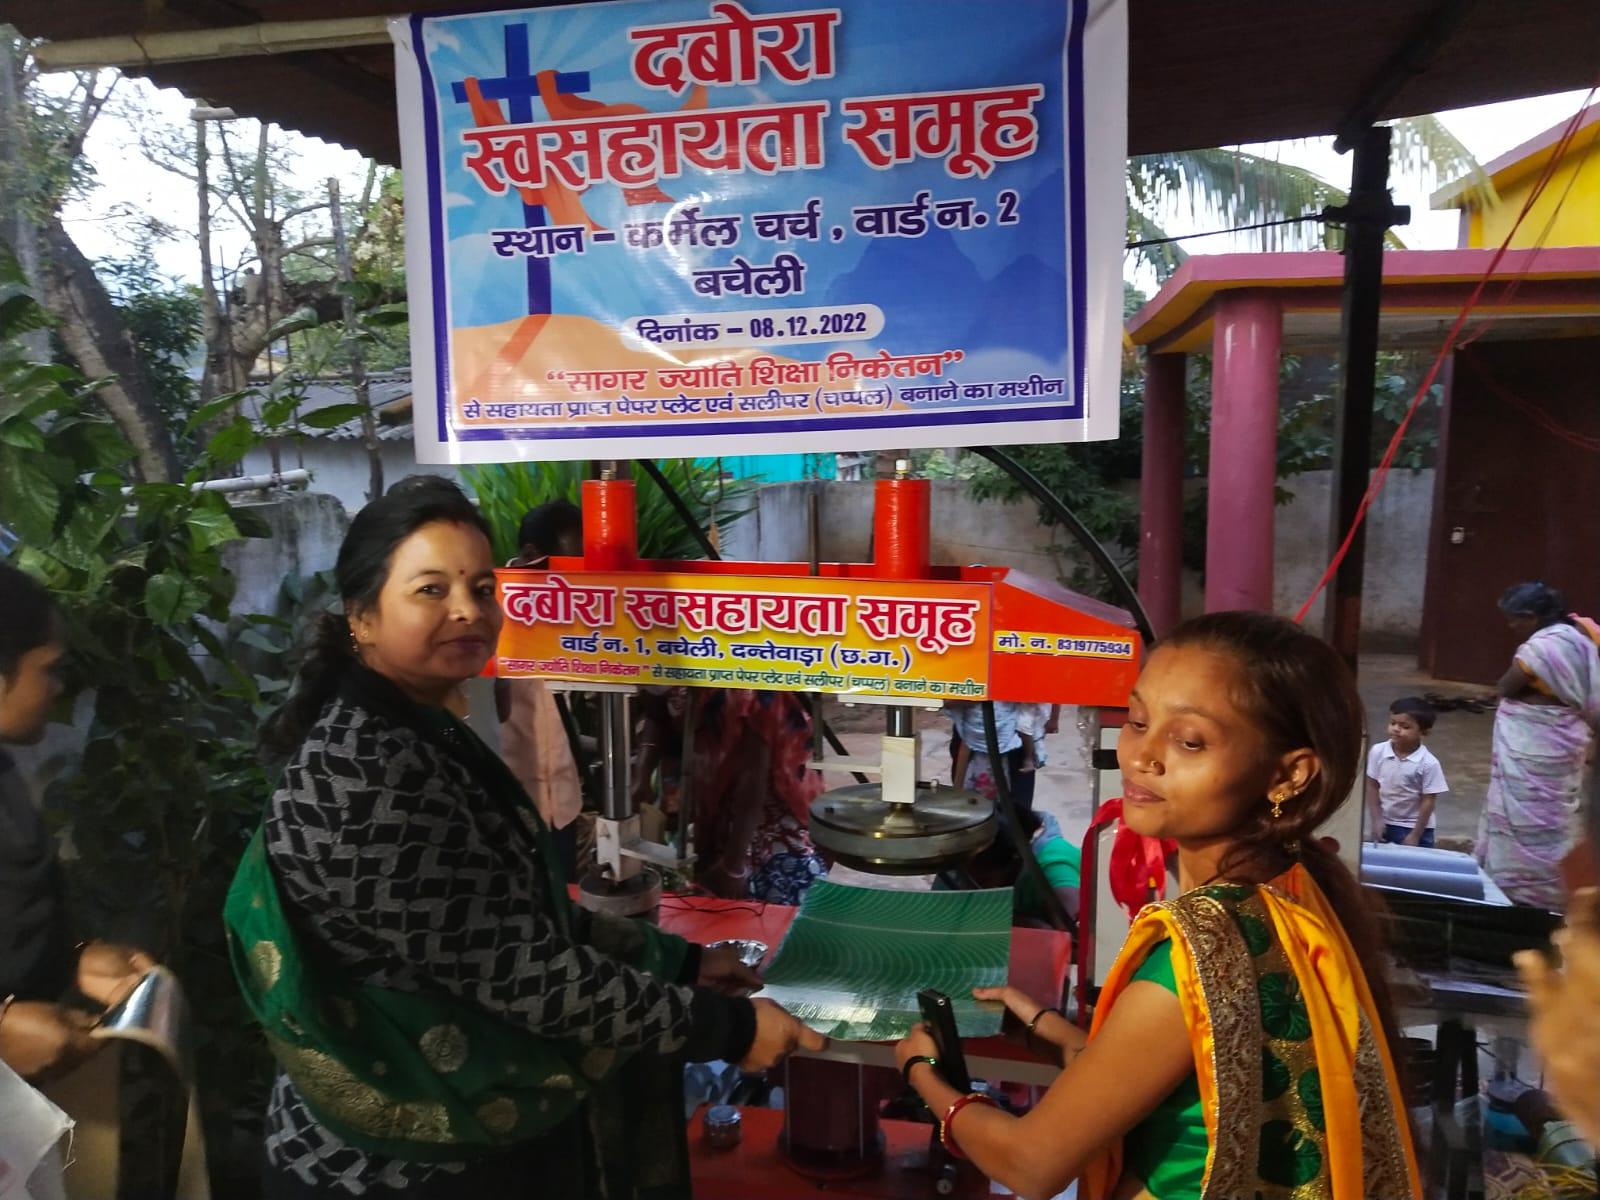 दबोरा
स्वसहायता समूह
स्थान - कर्मेल चर्च , वार्ड न. 2
बचेली
दिनांक - 08.12.2022
“सागर ज्योति शिक्षा निकेतन”
से सहायता प्राप्त पेपर प्लेट एवं सलीपर (चप्पल) बनाने का मशीन
दबोरा स्वसहायता समूह
वार्ड न. 1, बचेली, दन्तेवाड़ा (छ.ग.)
मो. न. 8319775934
“सागर ज्योति शिक्षा निकेतन” से सहायता प्राप्त पेपर प्लेट एवं सलीपर (चप्पल) बनाने का मशीन